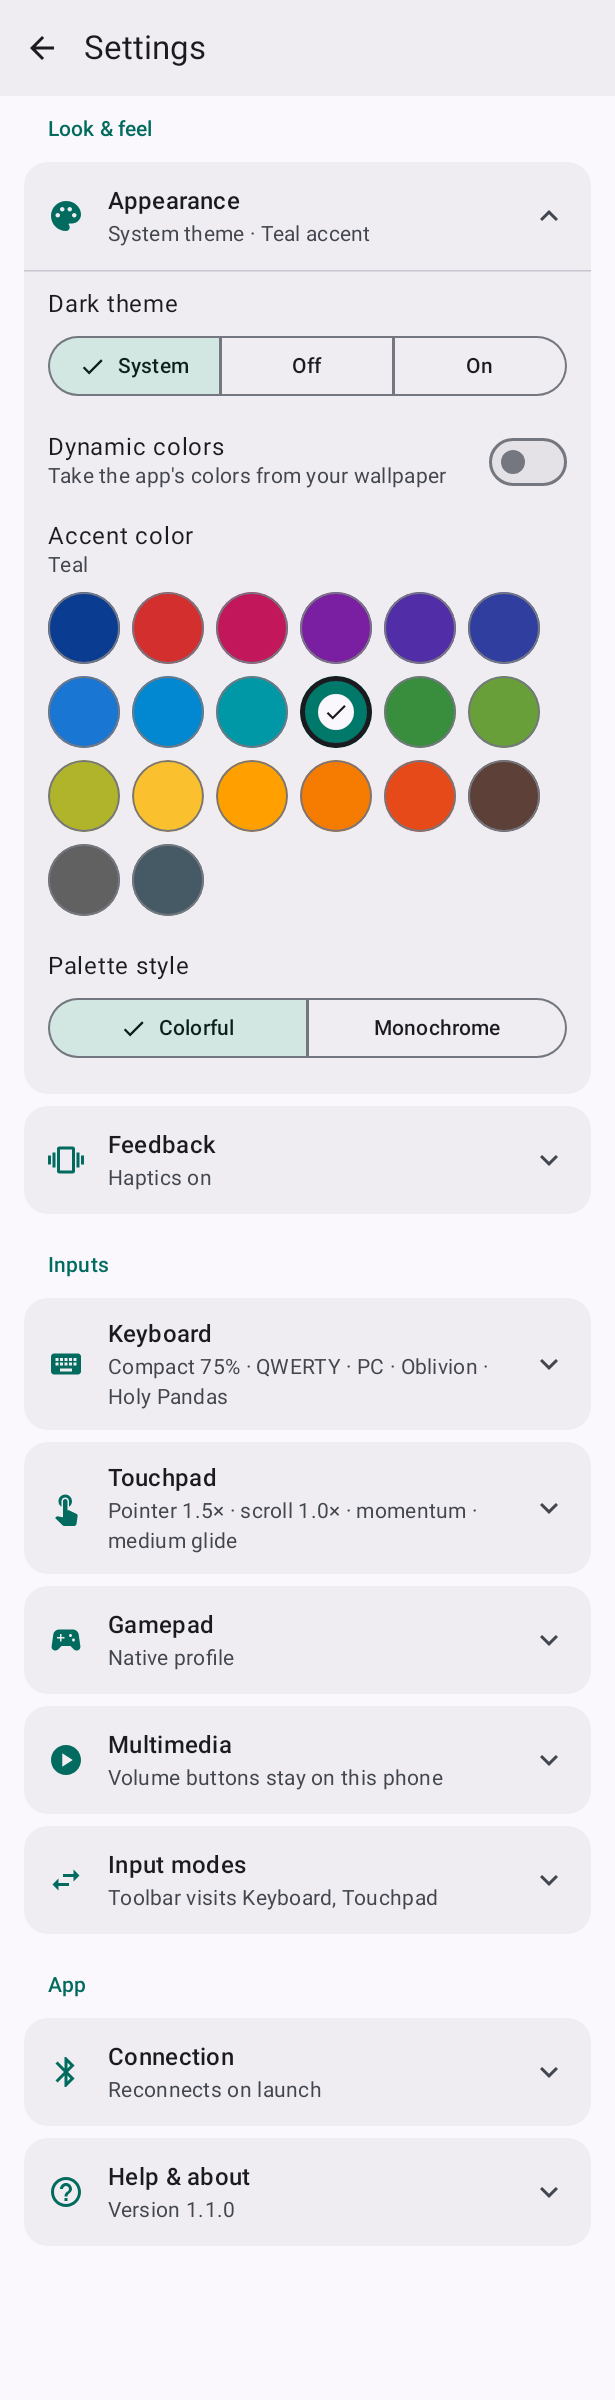 Settings
Look & feel
Appearance
System theme · Teal accent
Dark theme
System
Off
On
Dynamic colors
Take the app's colors from your wallpaper
Accent color
Teal
Palette style
Colorful
Monochrome
Feedback
Haptics on
Inputs
Keyboard
Compact 75% · QWERTY · PC · Oblivion ·
Holy Pandas
Touchpad
Pointer 1.5× · scroll 1.0× · momentum ·
medium glide
Gamepad
Native profile
Multimedia
Volume buttons stay on this phone
Input modes
Toolbar visits Keyboard, Touchpad
App
Connection
Reconnects on launch
Help & about
Version 1.1.0